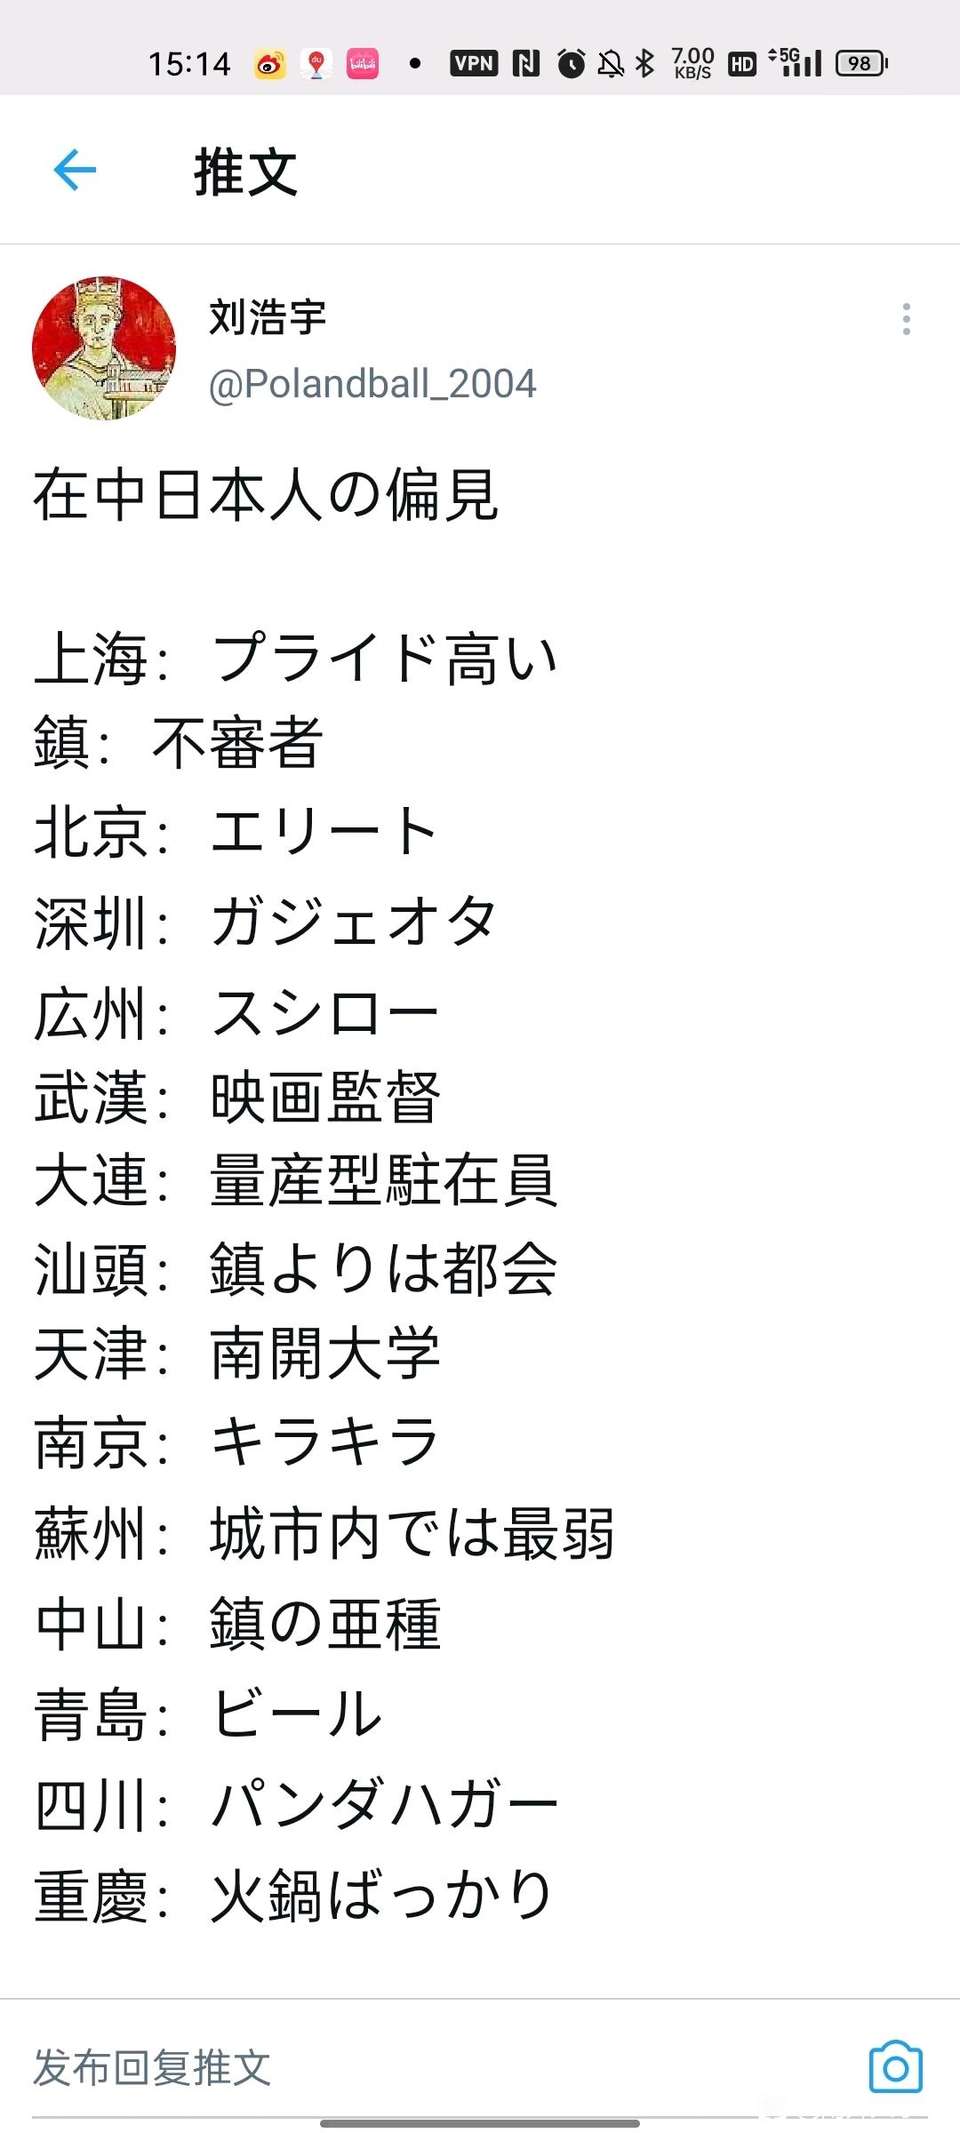 15:14 du bilibili VPN 7.00 KB/S HD 5G 98
推文
刘浩宇
@Polandball_2004
在中日本人の偏見
上海：プライド高い
鎮：不審者
北京：エリート
深圳：ガジェオタ
広州：スシロー
武漢：映画監督
大連：量産型駐在員
汕頭：鎮よりは都会
天津：南開大学
南京：キラキラ
蘇州：城市内では最弱
中山：鎮の亜種
青島：ビール
四川：パンダハガー
重慶：火鍋ばっかり
发布回复推文